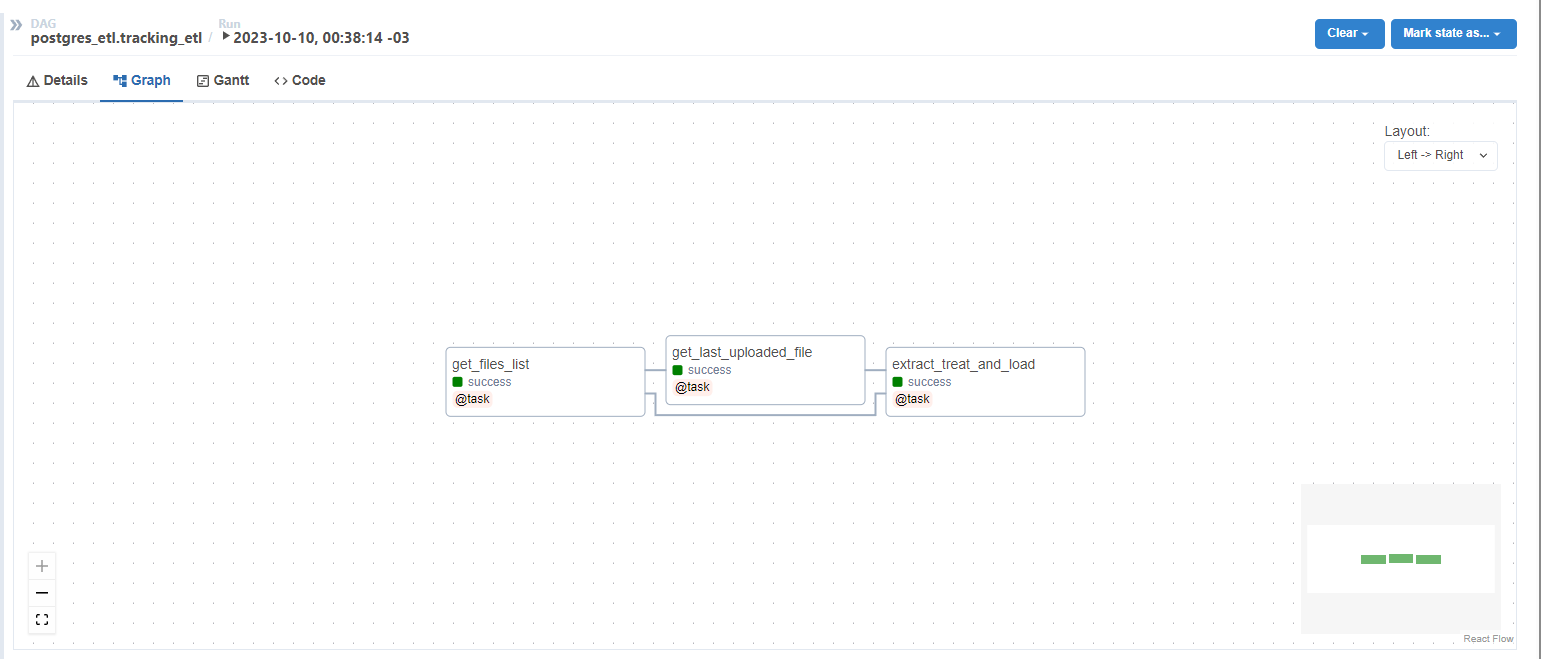 DAG
postgres_etl.tracking_etl /
Run
2023-10-10, 00:38:14 -03
Clear
Mark state as...
Details
Graph
Gantt
Code
Layout:
Left -> Right
get_files_list
success
@task
get_last_uploaded_file
success
@task
extract_treat_and_load
success
@task
React Flow